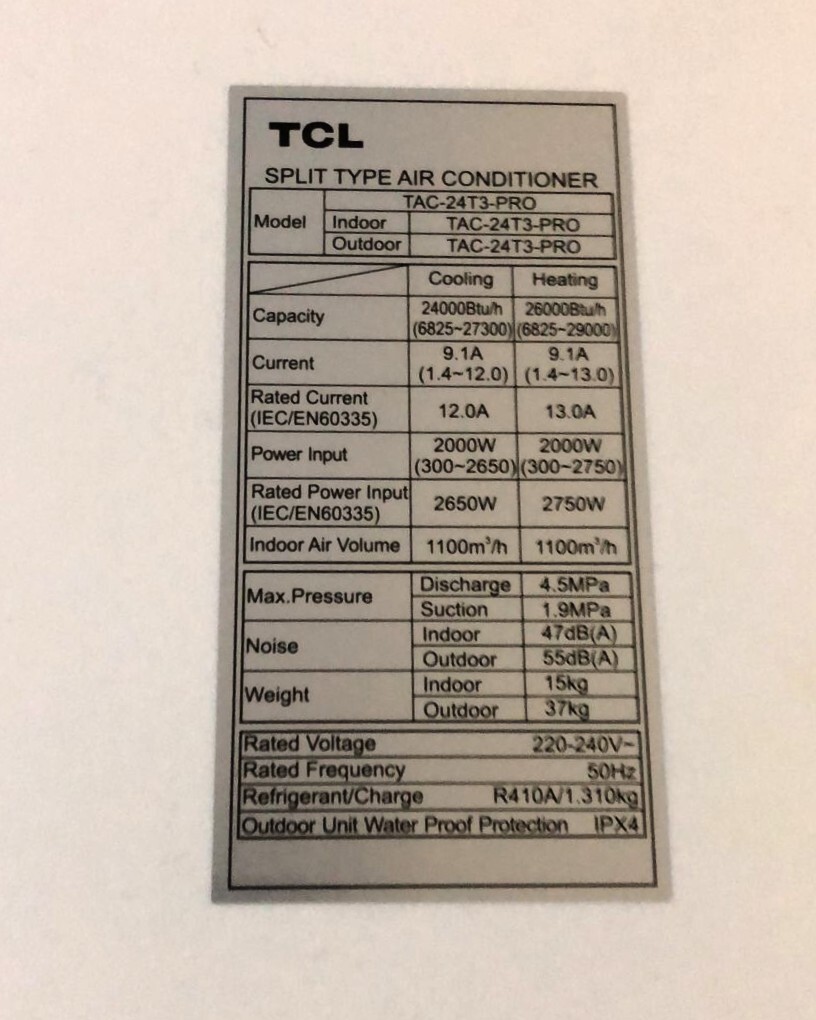 TCL
SPLIT TYPE AIR CONDITIONER
Model
TAC-24T3-PRO
Indoor TAC-24T3-PRO
Outdoor TAC-24T3-PRO
Cooling Heating
Capacity
24000Btu/h 26000Btu/h
(6825~27300) (6825~29000)
Current
9.1A 9.1A
(1.4~12.0) (1.4~13.0)
Rated Current
(IEC/EN60335)
12.0A 13.0A
Power Input
2000W 2000W
(300~2650) (300~2750)
Rated Power Input
(IEC/EN60335)
2650W 2750W
Indoor Air Volume 1100m³/h 1100m³/h
Max.Pressure
Discharge 4.5MPa
Suction 1.9MPa
Noise
Indoor 47dB(A)
Outdoor 55dB(A)
Weight
Indoor 15kg
Outdoor 37kg
Rated Voltage 220-240V~
Rated Frequency 50Hz
Refrigerant/Charge R410A/1.310kg
Outdoor Unit Water Proof Protection IPX4